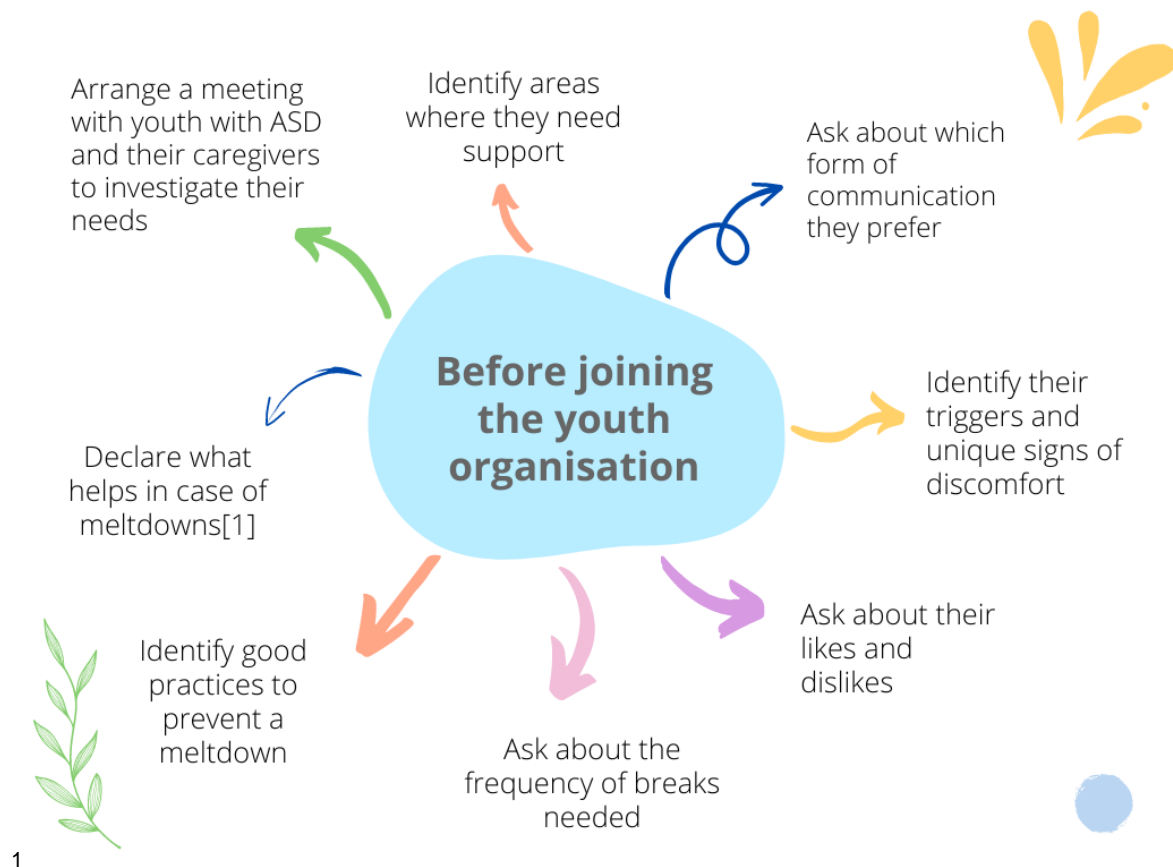 Arrange a meeting
with youth with ASD
and their caregivers
to investigate their
needs
Identify areas
where they need
support
Ask about which
form of
communication
they prefer
Before joining
the youth
organisation
Identify their
triggers and
unique signs of
discomfort
Declare what
helps in case of
meltdowns[1]
Ask about their
likes and
dislikes
Identify good
practices to
prevent a
meltdown
Ask about the
frequency of breaks
needed
1